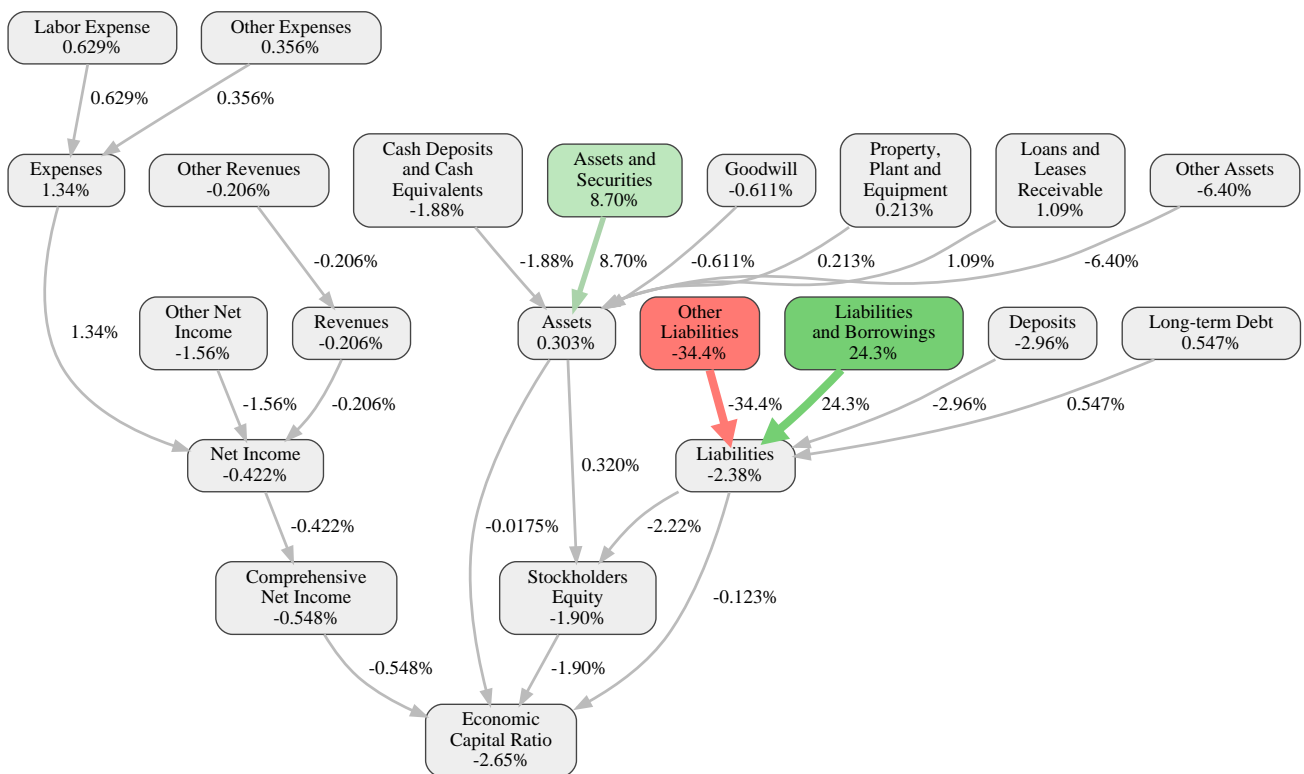 Labor Expense
0.629%
Other Expenses
0.356%
0.629%
0.356%
Expenses
1.34%
Other Revenues
-0.206%
Cash Deposits
and Cash
Equivalents
-1.88%
Assets and
Securities
8.70%
Goodwill
-0.611%
Property,
Plant and
Equipment
0.213%
Loans and
Leases
Receivable
1.09%
Other Assets
-6.40%
-0.206%
-1.88%
8.70%
-0.611%
0.213%
1.09%
-6.40%
1.34%
Other Net
Income
-1.56%
Revenues
-0.206%
Assets
0.303%
Other
Liabilities
-34.4%
Liabilities
and Borrowings
24.3%
Deposits
-2.96%
Long-term Debt
0.547%
-1.56%
-0.206%
-34.4%
24.3%
-2.96%
0.547%
Net Income
-0.422%
0.320%
Liabilities
-2.38%
-0.422%
-0.0175%
-2.22%
Comprehensive
Net Income
-0.548%
Stockholders
Equity
-1.90%
-0.123%
-0.548%
-1.90%
Economic
Capital Ratio
-2.65%